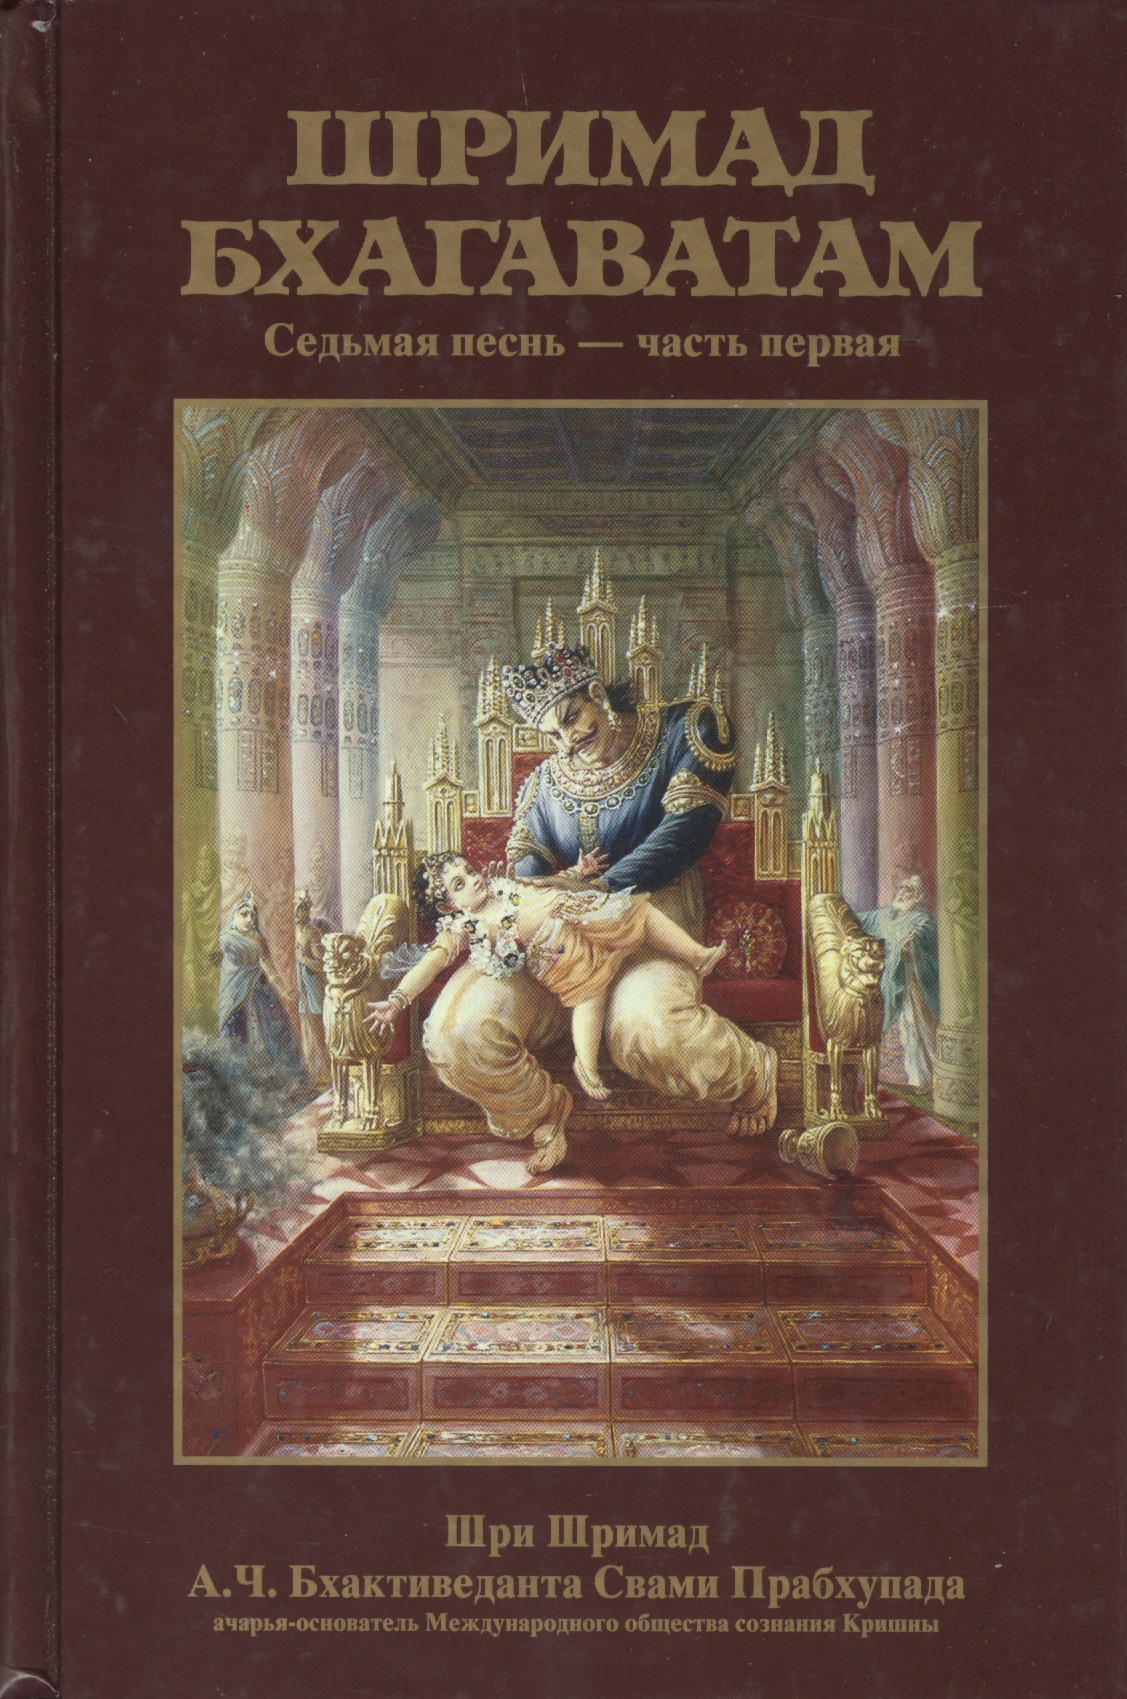 ШРИМАД
БХАГАВАТАМ
Седьмая песнь — часть первая
Шри Шримад
А.Ч. Бхактиведанта Свами Прабхупада
ачарья-основатель Международного общества сознания Кришны